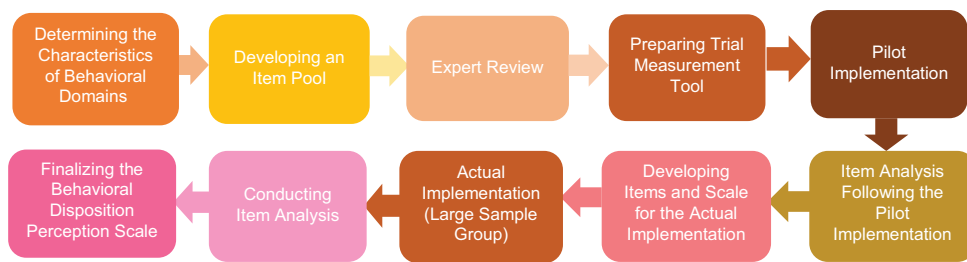 Determining the
Characteristics
of Behavioral
Domains
Developing an
Item Pool
Expert Review
Preparing Trial
Measurement
Tool
Pilot
Implementation
Item Analysis
Following the
Pilot
Implementation
Developing
Items and Scale
for the Actual
Implementation
Actual
Implementation
(Large Sample
Group)
Conducting
Item Analysis
Finalizing the
Behavioral
Disposition
Perception Scale